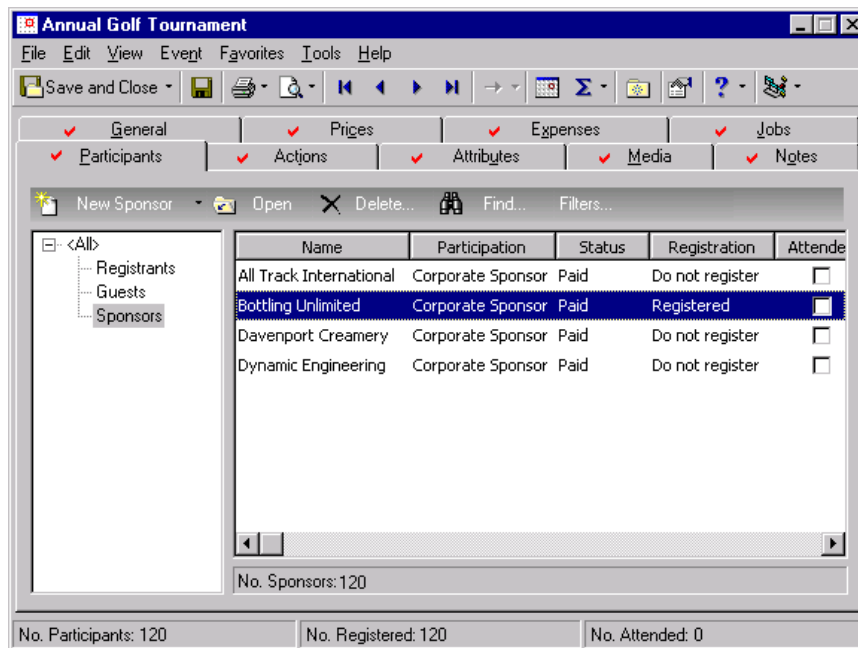 Annual Golf Tournament
File Edit View Event Favorites Tools Help
Save and Close ?
General Prices Expenses Jobs
Participants Actions Attributes Media Notes
New Sponsor Open Delete... Find... Filters...
Name Participation Status Registration Attende
<All>
Registrants
Guests
Sponsors
All Track International Corporate Sponsor Paid Do not register
Bottling Unlimited Corporate Sponsor Paid Registered
Davenport Creamery Corporate Sponsor Paid Do not register
Dynamic Engineering Corporate Sponsor Paid Do not register
No. Sponsors: 120
No. Participants: 120 No. Registered: 120 No. Attended: 0